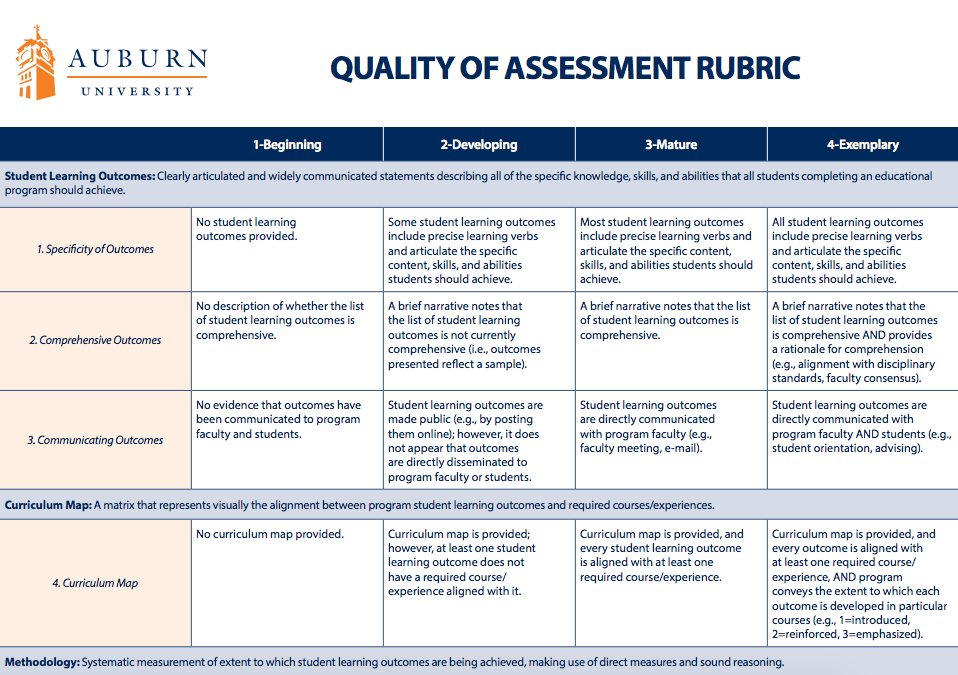 AUBURN
UNIVERSITY
QUALITY OF ASSESSMENT RUBRIC
1-Beginning
2-Developing
3-Mature
4-Exemplary
Student Learning Outcomes: Clearly articulated and widely communicated statements describing all of the specific knowledge, skills, and abilities that all students completing an educational
program should achieve.
1. Specificity of Outcomes
No student learning
outcomes provided.
Some student learning outcomes
include precise learning verbs
and articulate the specific
content, skills, and abilities
students should achieve.
Most student learning outcomes
include precise learning verbs and
articulate the specific content,
skills, and abilities students should
achieve.
All student learning outcomes
include precise learning verbs
and articulate the specific
content, skills, and abilities
students should achieve.
2. Comprehensive Outcomes
No description of whether the list
of student learning outcomes is
comprehensive.
A brief narrative notes that
the list of student learning
outcomes is not currently
comprehensive (i.e., outcomes
presented reflect a sample).
A brief narrative notes that the list
of student learning outcomes is
comprehensive.
A brief narrative notes that the
list of student learning outcomes
is comprehensive AND provides
a rationale for comprehension
(e.g., alignment with disciplinary
standards, faculty consensus).
3. Communicating Outcomes
No evidence that outcomes have
been communicated to program
faculty and students.
Student learning outcomes are
made public (e.g., by posting
them online); however, it does
not appear that outcomes
are directly disseminated to
program faculty or students.
Student learning outcomes
are directly communicated
with program faculty (e.g.,
faculty meeting, e-mail).
Student learning outcomes are
directly communicated with
program faculty AND students (e.g.,
student orientation, advising).
Curriculum Map: A matrix that represents visually the alignment between program student learning outcomes and required courses/experiences.
4. Curriculum Map
No curriculum map provided.
Curriculum map is provided;
however, at least one student
learning outcome does not
have a required course/
experience aligned with it.
Curriculum map is provided, and
every student learning outcome
is aligned with at least one
required course/experience.
Curriculum map is provided, and
every outcome is aligned with
at least one required course/
experience, AND program
conveys the extent to which each
outcome is developed in particular
courses (e.g., 1=introduced,
2=reinforced, 3=emphasized).
Methodology: Systematic measurement of extent to which student learning outcomes are being achieved, making use of direct measures and sound reasoning.